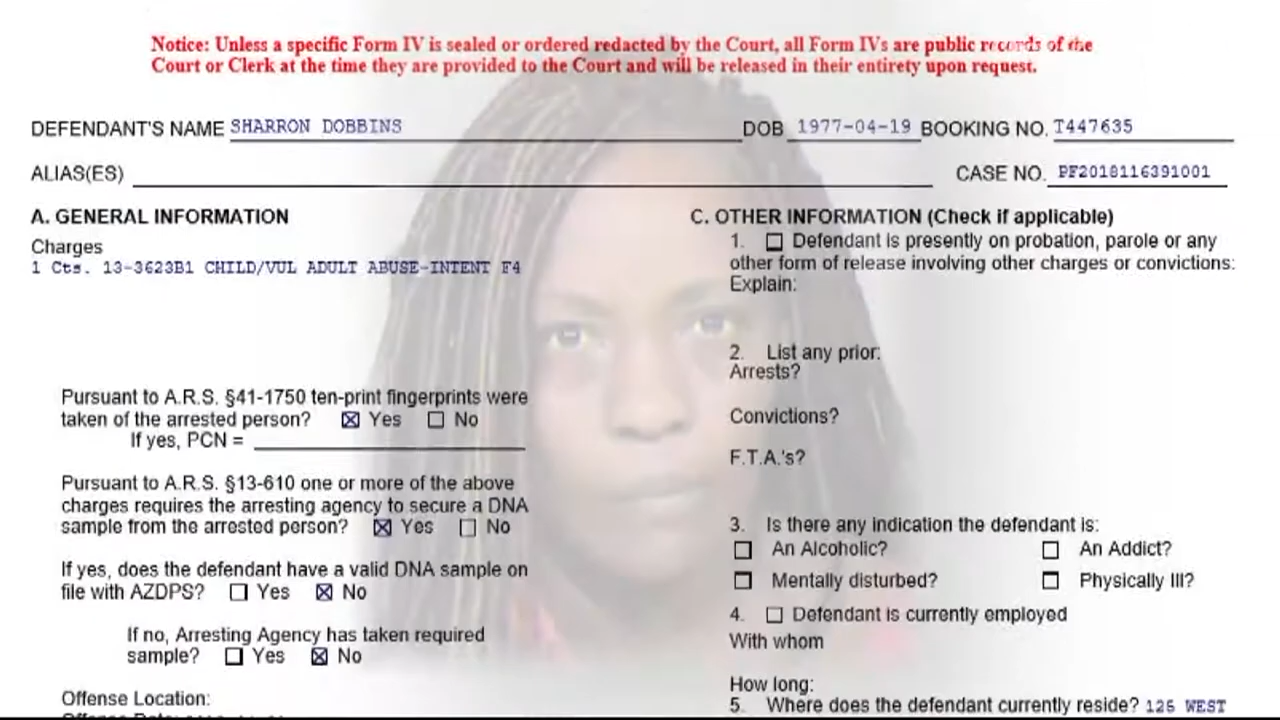 Notice: Unless a specific Form IV is sealed or ordered redacted by the Court, all Form IVs are public records of the
Court or Clerk at the time they are provided to the Court and will be released in their entirety upon request.
DEFENDANT'S NAME SHARRON DOBBINS DOB 1977-04-19 BOOKING NO. T447635
ALIAS(ES) CASE NO. PF2018116391001
A. GENERAL INFORMATION
Charges
1 Cts. 13-3623B1 CHILD/VUL ADULT ABUSE-INTENT F4
Pursuant to A.R.S. §41-1750 ten-print fingerprints were
taken of the arrested person? ☒ Yes ☐ No
If yes, PCN =
Pursuant to A.R.S. §13-610 one or more of the above
charges requires the arresting agency to secure a DNA
sample from the arrested person? ☒ Yes ☐ No
If yes, does the defendant have a valid DNA sample on
file with AZDPS? ☐ Yes ☒ No
If no, Arresting Agency has taken required
sample? ☐ Yes ☒ No
Offense Location:
C. OTHER INFORMATION (Check if applicable)
1. ☐ Defendant is presently on probation, parole or any
other form of release involving other charges or convictions:
Explain:
2. List any prior:
Arrests?
Convictions?
F.T.A.'s?
3. Is there any indication the defendant is:
☐ An Alcoholic? ☐ An Addict?
☐ Mentally disturbed? ☐ Physically Ill?
4. ☐ Defendant is currently employed
With whom
How long:
5. Where does the defendant currently reside? 125 WEST